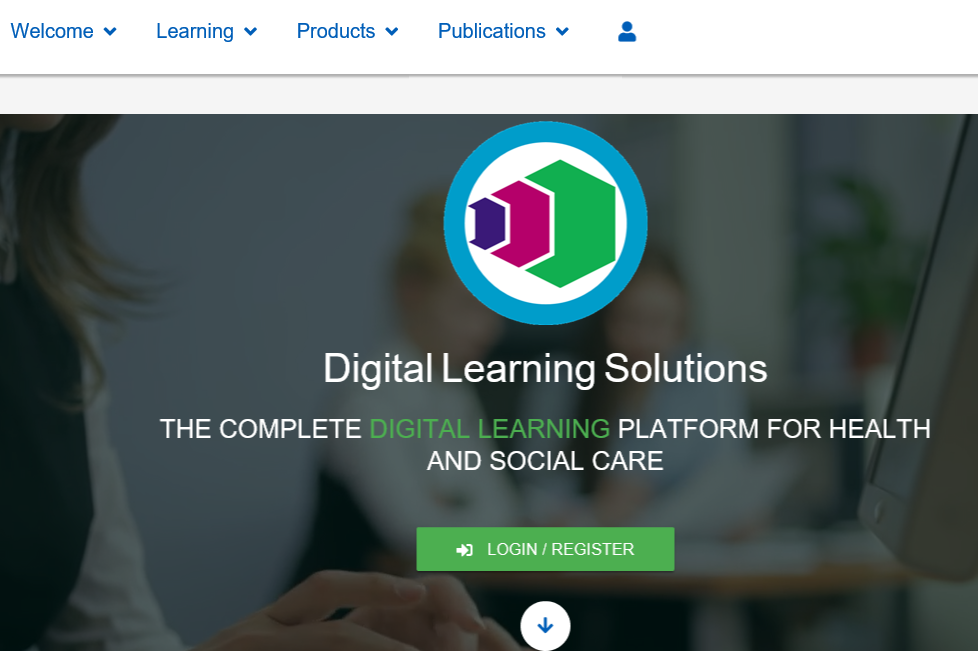 Welcome Learning Products Publications
Digital Learning Solutions
THE COMPLETE DIGITAL LEARNING PLATFORM FOR HEALTH
AND SOCIAL CARE
LOGIN / REGISTER